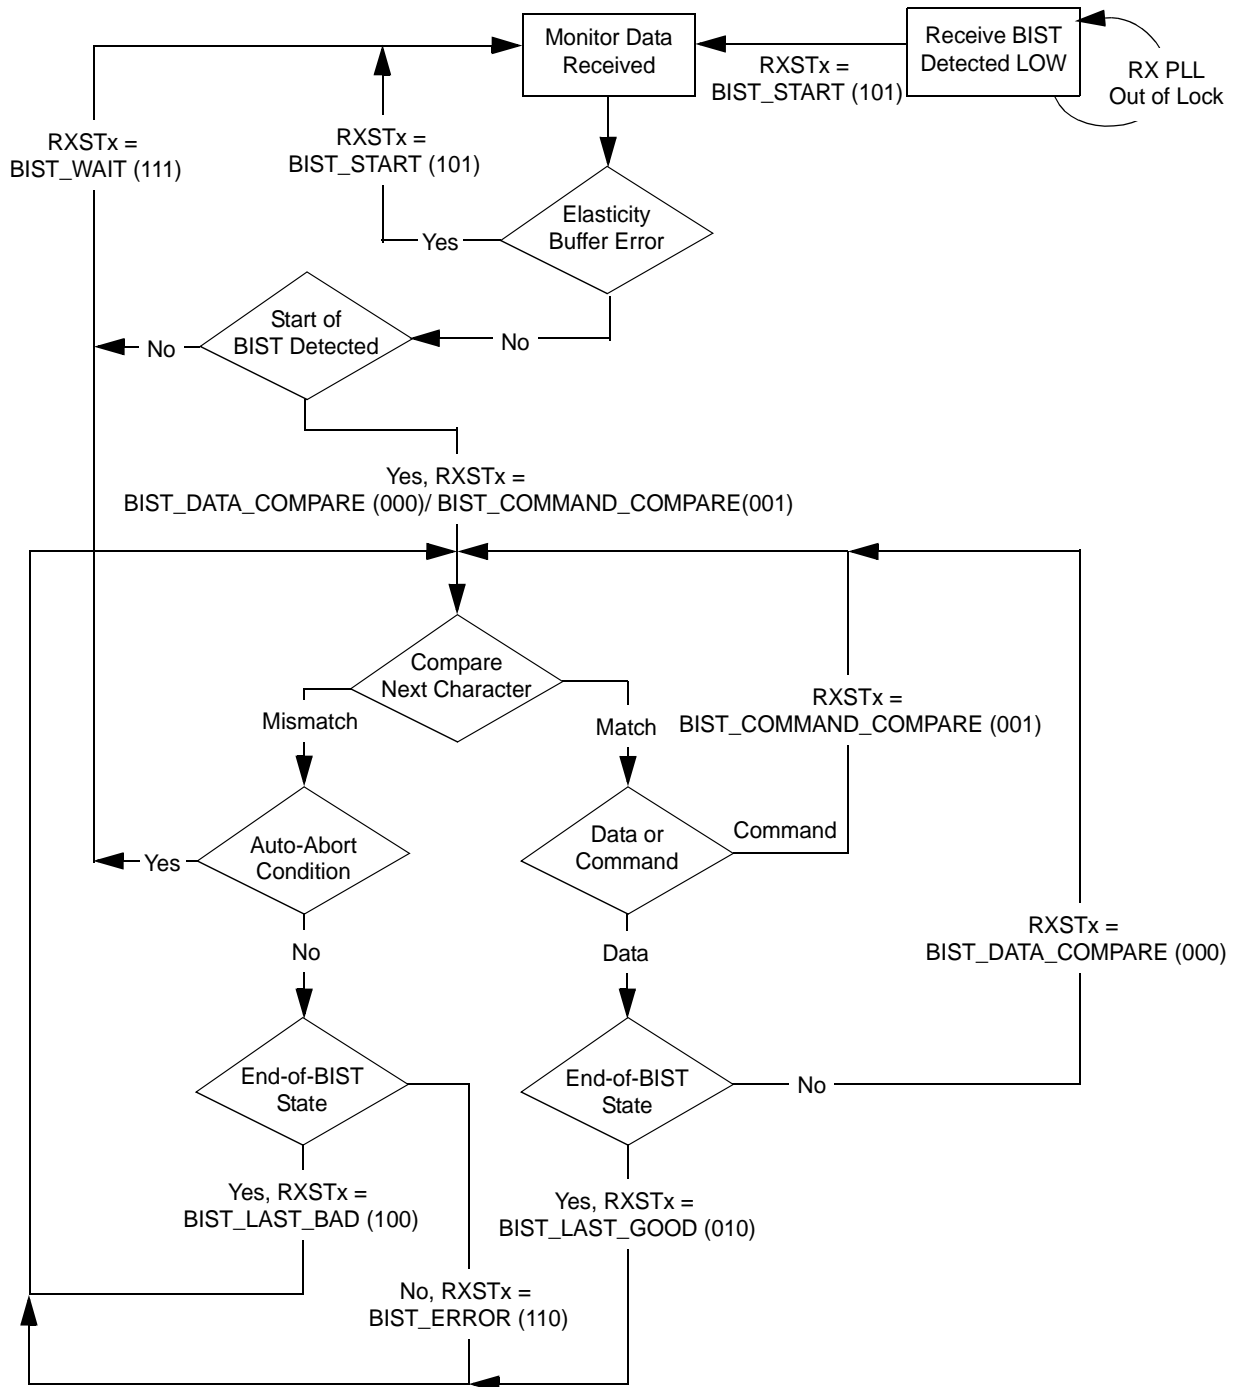 Monitor Data
Received
Receive BIST
Detected LOW
RX PLL
Out of Lock
RXSTx =
BIST_START (101)
RXSTx =
BIST_WAIT (111)
RXSTx =
BIST_START (101)
Elasticity
Buffer Error
Yes
Start of
BIST Detected
No
No
Yes, RXSTx =
BIST_DATA_COMPARE (000)/ BIST_COMMAND_COMPARE(001)
Compare
Next Character
Mismatch
Match
RXSTx =
BIST_COMMAND_COMPARE (001)
Auto-Abort
Condition
Yes
Data or
Command
Command
No
Data
RXSTx =
BIST_DATA_COMPARE (000)
End-of-BIST
State
End-of-BIST
State
No
Yes, RXSTx =
BIST_LAST_BAD (100)
Yes, RXSTx =
BIST_LAST_GOOD (010)
No, RXSTx =
BIST_ERROR (110)